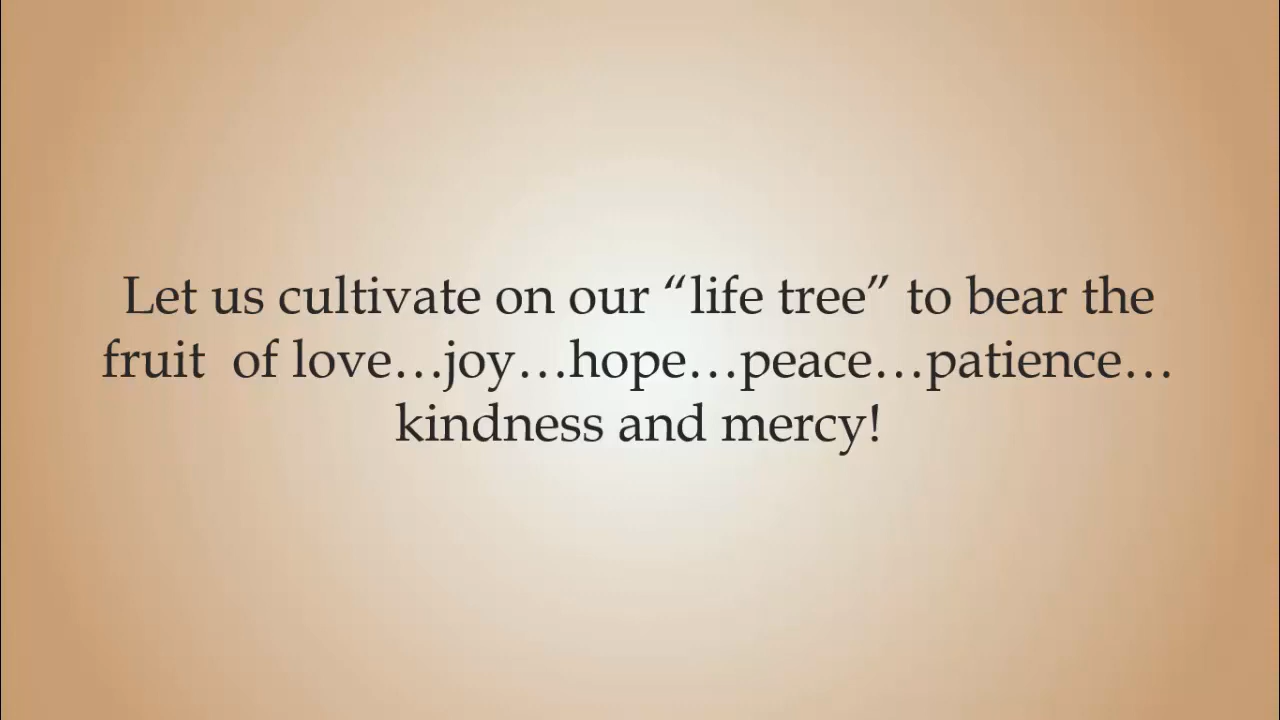 Let us cultivate on our “life tree” to bear the
fruit  of love…joy…hope…peace…patience…
kindness and mercy!